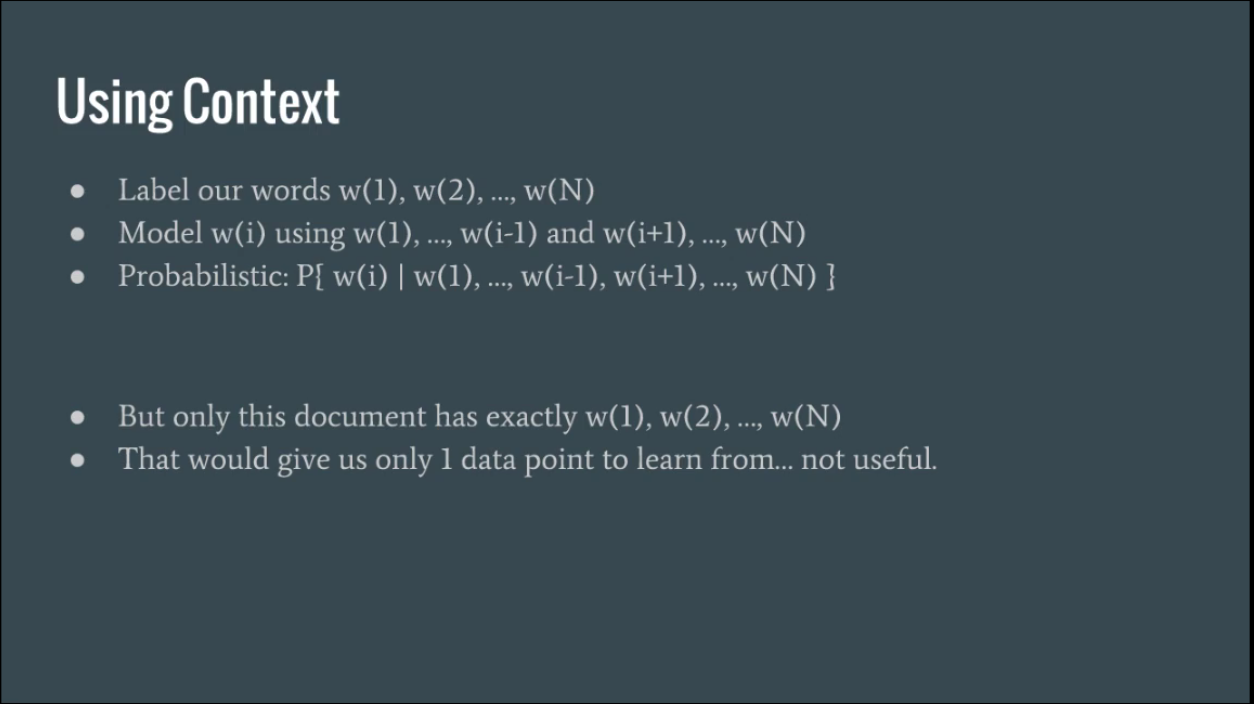 Using Context
● Label our words w(1), w(2), ..., w(N)
● Model w(i) using w(1), ..., w(i-1) and w(i+1), ..., w(N)
● Probabilistic: P{ w(i) | w(1), ..., w(i-1), w(i+1), ..., w(N) }
● But only this document has exactly w(1), w(2), ..., w(N)
● That would give us only 1 data point to learn from... not useful.